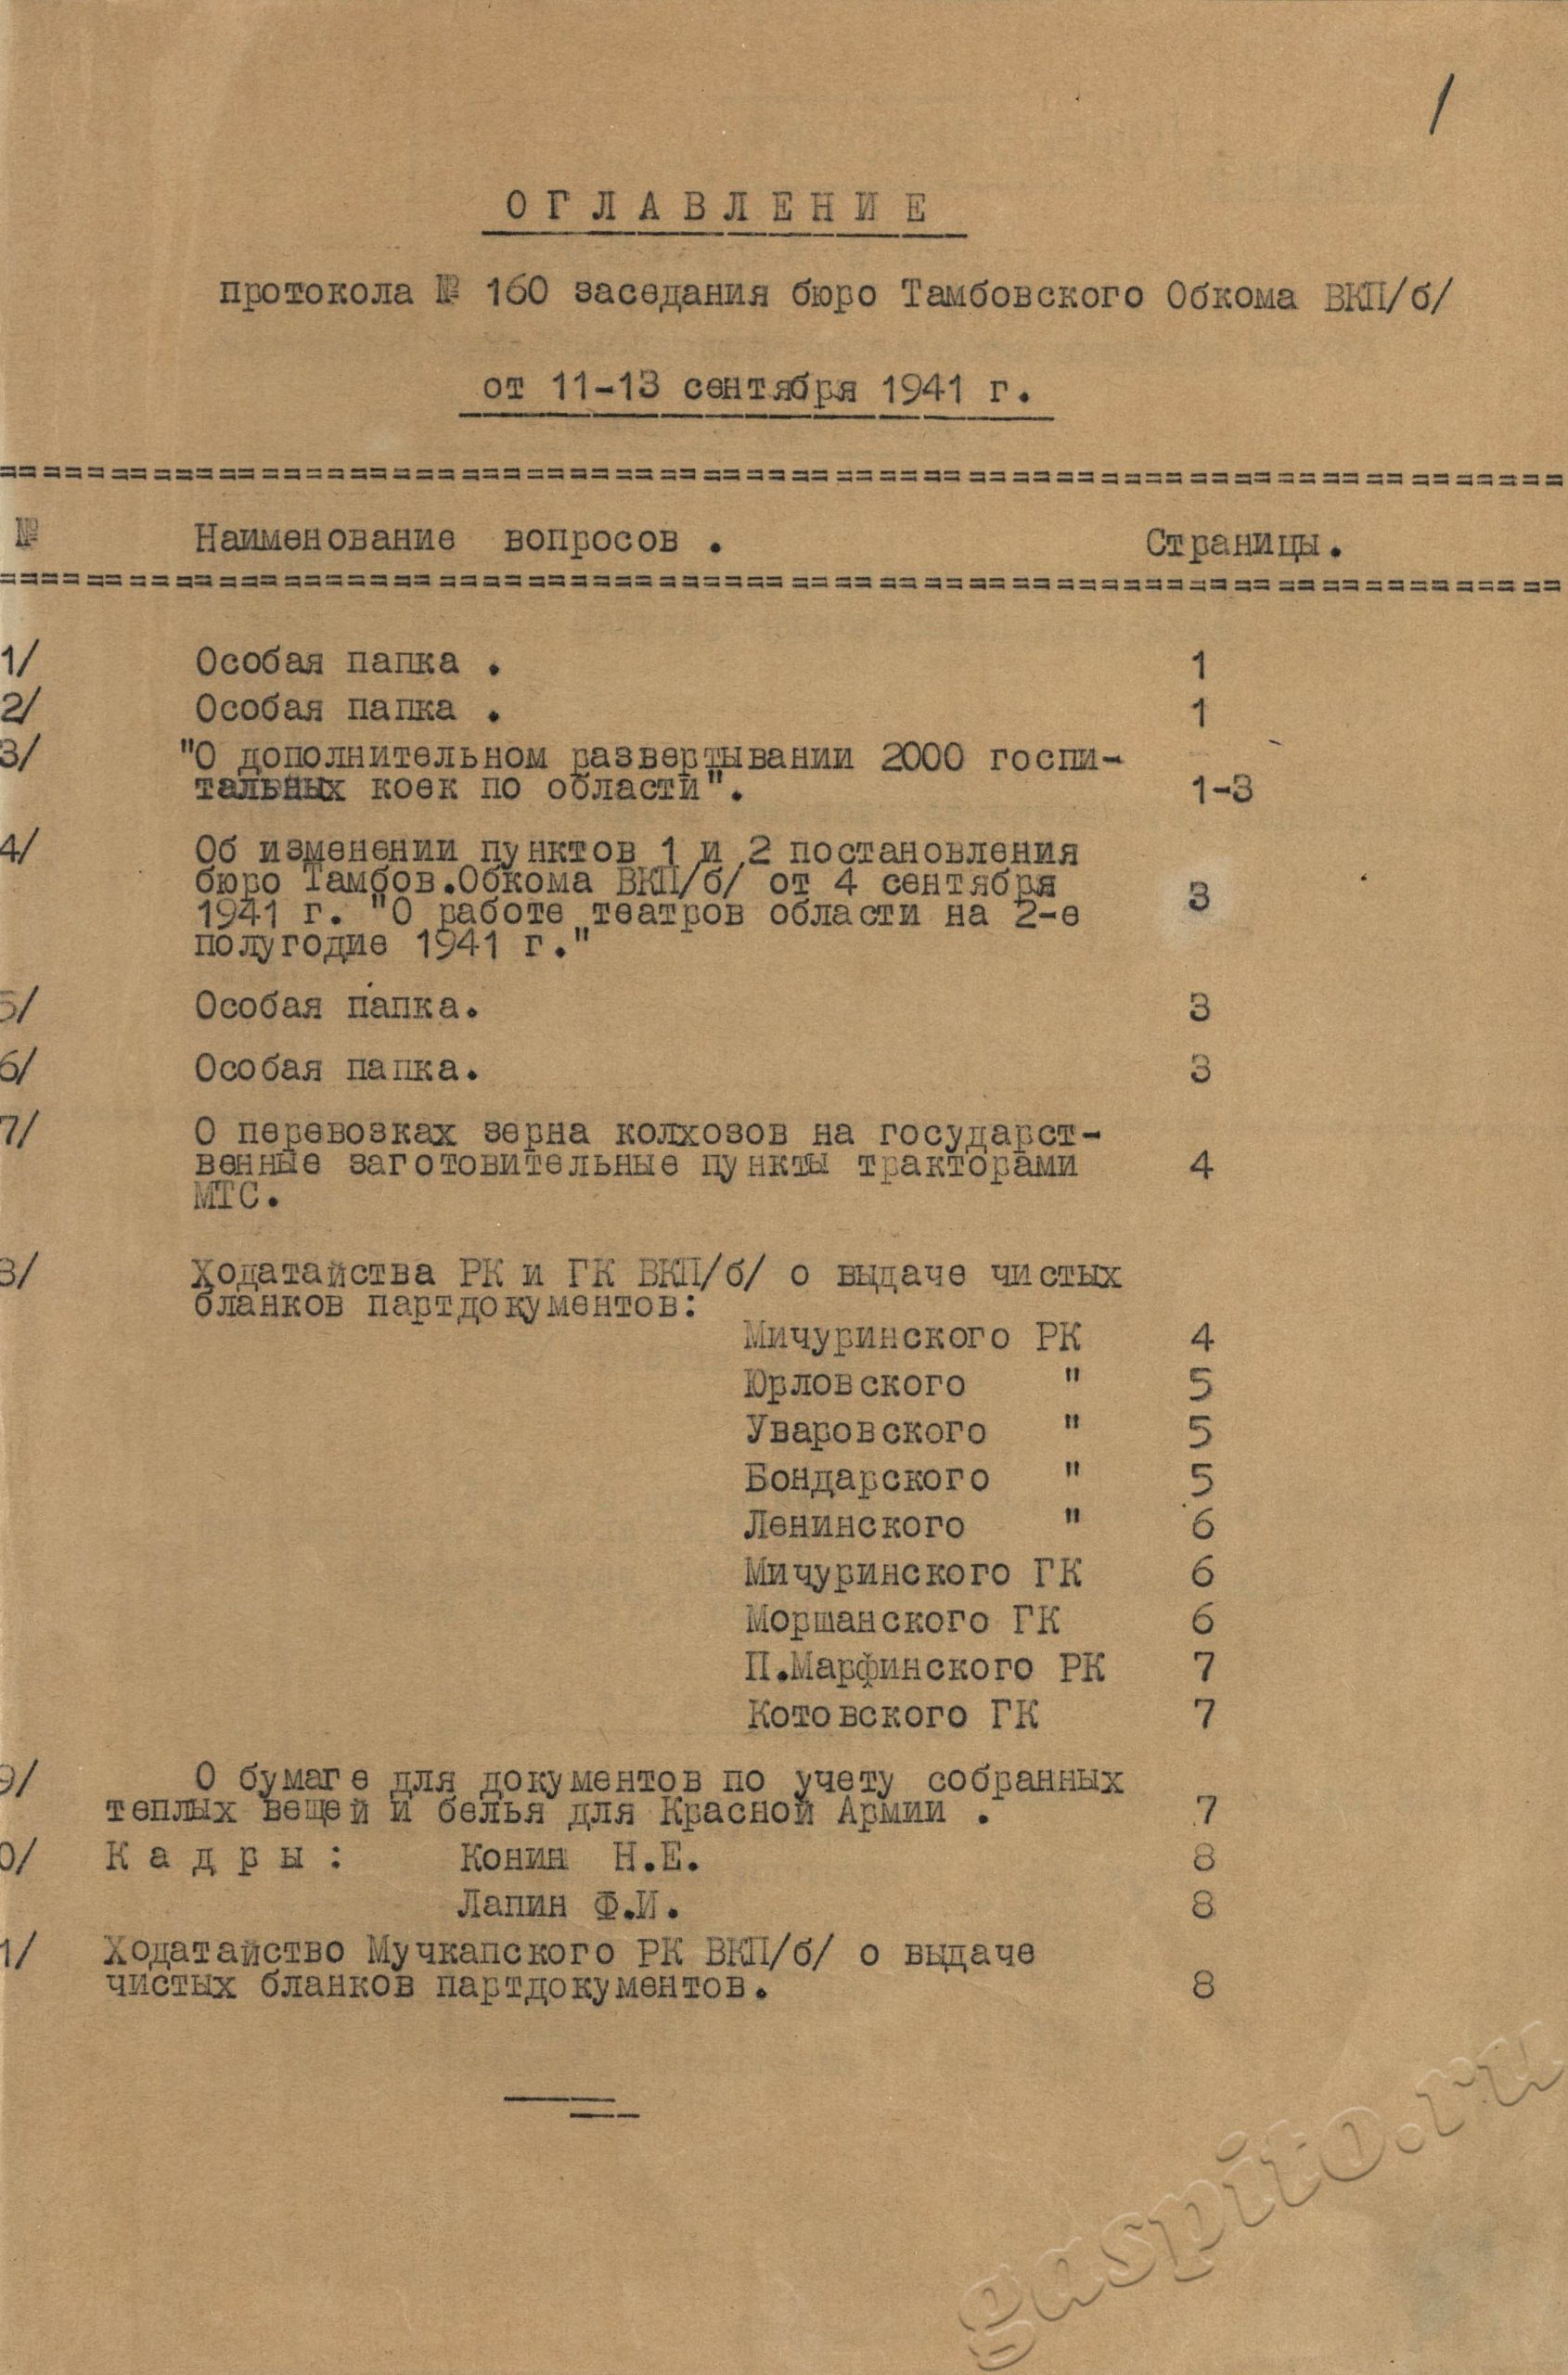 1
ОГЛАВЛЕНИЕ
протокола № 160 заседания бюро Тамбовского Обкома ВКП/б/
от 11-13 сентября 1941 г.
№ Наименование вопросов . Страницы.
1/ Особая папка . 1
2/ Особая папка . 1
3/ "О дополнительном развертывании 2000 госпи-
тальных коек по области". 1-3
4/ Об изменении пунктов 1 и 2 постановления
бюро Тамбов.Обкома ВКП/б/ от 4 сентября
1941 г. "О работе театров области на 2-е 3
полугодие 1941 г."
5/ Особая папка. 3
6/ Особая папка. 3
7/ О перевозках зерна колхозов на государст-
венные заготовительные пункты тракторами 4
МТС.
8/ Ходатайства РК и ГК ВКП/б/ о выдаче чистых
бланков партдокументов:
Мичуринского РК 4
Юрловского " 5
Уваровского " 5
Бондарского " 5
Ленинского " 6
Мичуринского ГК 6
Моршанского ГК 6
П.Марфинского РК 7
Котовского ГК 7
9/ О бумаге для документов по учету собранных
теплых вещей и белья для Красной Армии . 7
0/ Кадры: Конин Н.Е. 8
Лапин Ф.И. 8
1/ Ходатайство Мучкапского РК ВКП/б/ о выдаче
чистых бланков партдокументов. 8
gaspito.ru